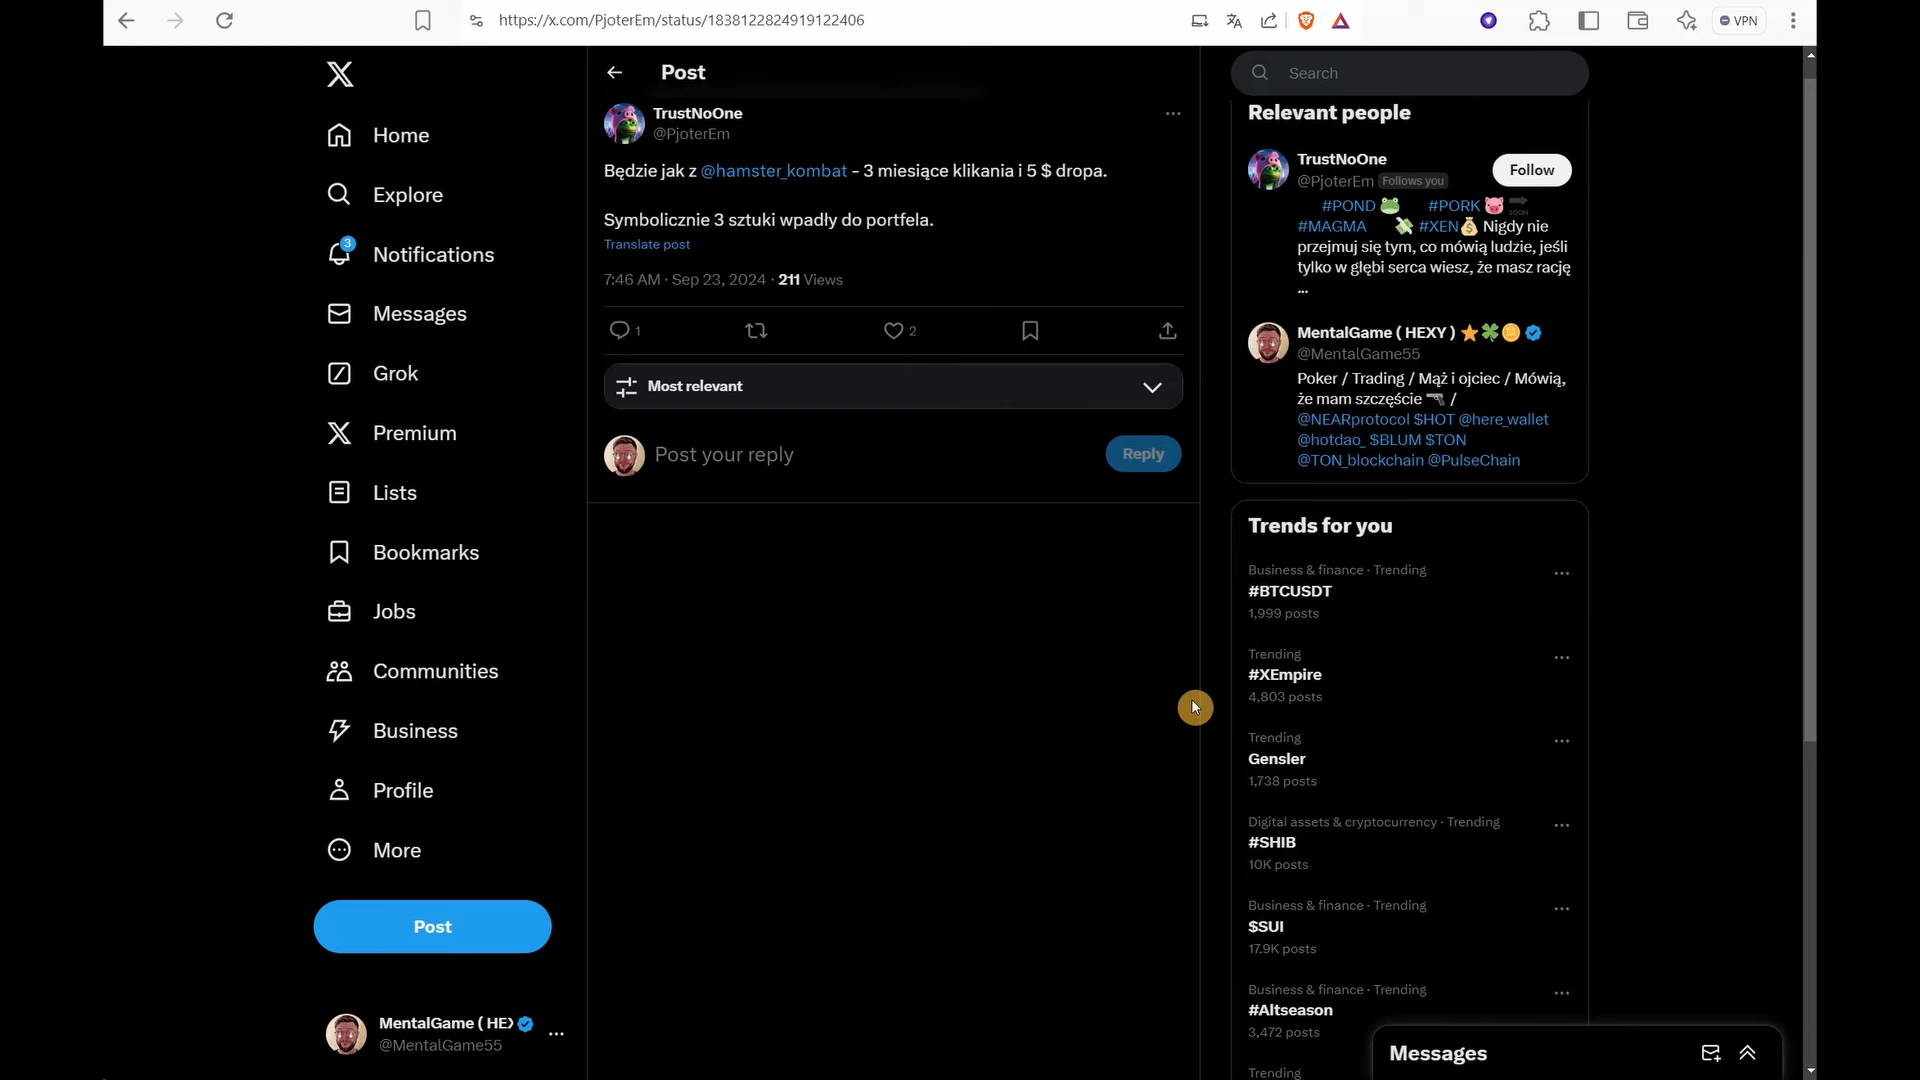 https://x.com/PjoterEm/status/1838122824919122406
VPN
Home
Explore
3
Notifications
Messages
Grok
Premium
Lists
Bookmarks
Jobs
Communities
Business
Profile
More
Post
MentalGame ( HE
@MentalGame55
Post
TrustNoOne
@PjoterEm
Będzie jak z @hamster_kombat - 3 miesiące klikania i 5 $ dropa.
Symbolicznie 3 sztuki wpadły do portfela.
Translate post
7:46 AM · Sep 23, 2024 · 211 Views
1
2
Most relevant
Post your reply
Reply
Search
Relevant people
TrustNoOne
@PjoterEm Follows you
Follow
#POND 🐸 #PORK 🐷 SOON
#MAGMA 💸 #XEN💰 Nigdy nie
przejmuj się tym, co mówią ludzie, jeśli
tylko w głębi serca wiesz, że masz rację
...
MentalGame ( HEXY ) ⭐🍀🪙
@MentalGame55
Poker / Trading / Mąż i ojciec / Mówią,
że mam szczęście 🔫 /
@NEARprotocol $HOT @here_wallet
@hotdao_ $BLUM $TON
@TON_blockchain @PulseChain
Trends for you
Business & finance · Trending
#BTCUSDT
1,999 posts
Trending
#XEmpire
4,803 posts
Trending
Gensler
1,738 posts
Digital assets & cryptocurrency · Trending
#SHIB
10K posts
Business & finance · Trending
$SUI
17.9K posts
Business & finance · Trending
#Altseason
3,472 posts
Trending
Messages